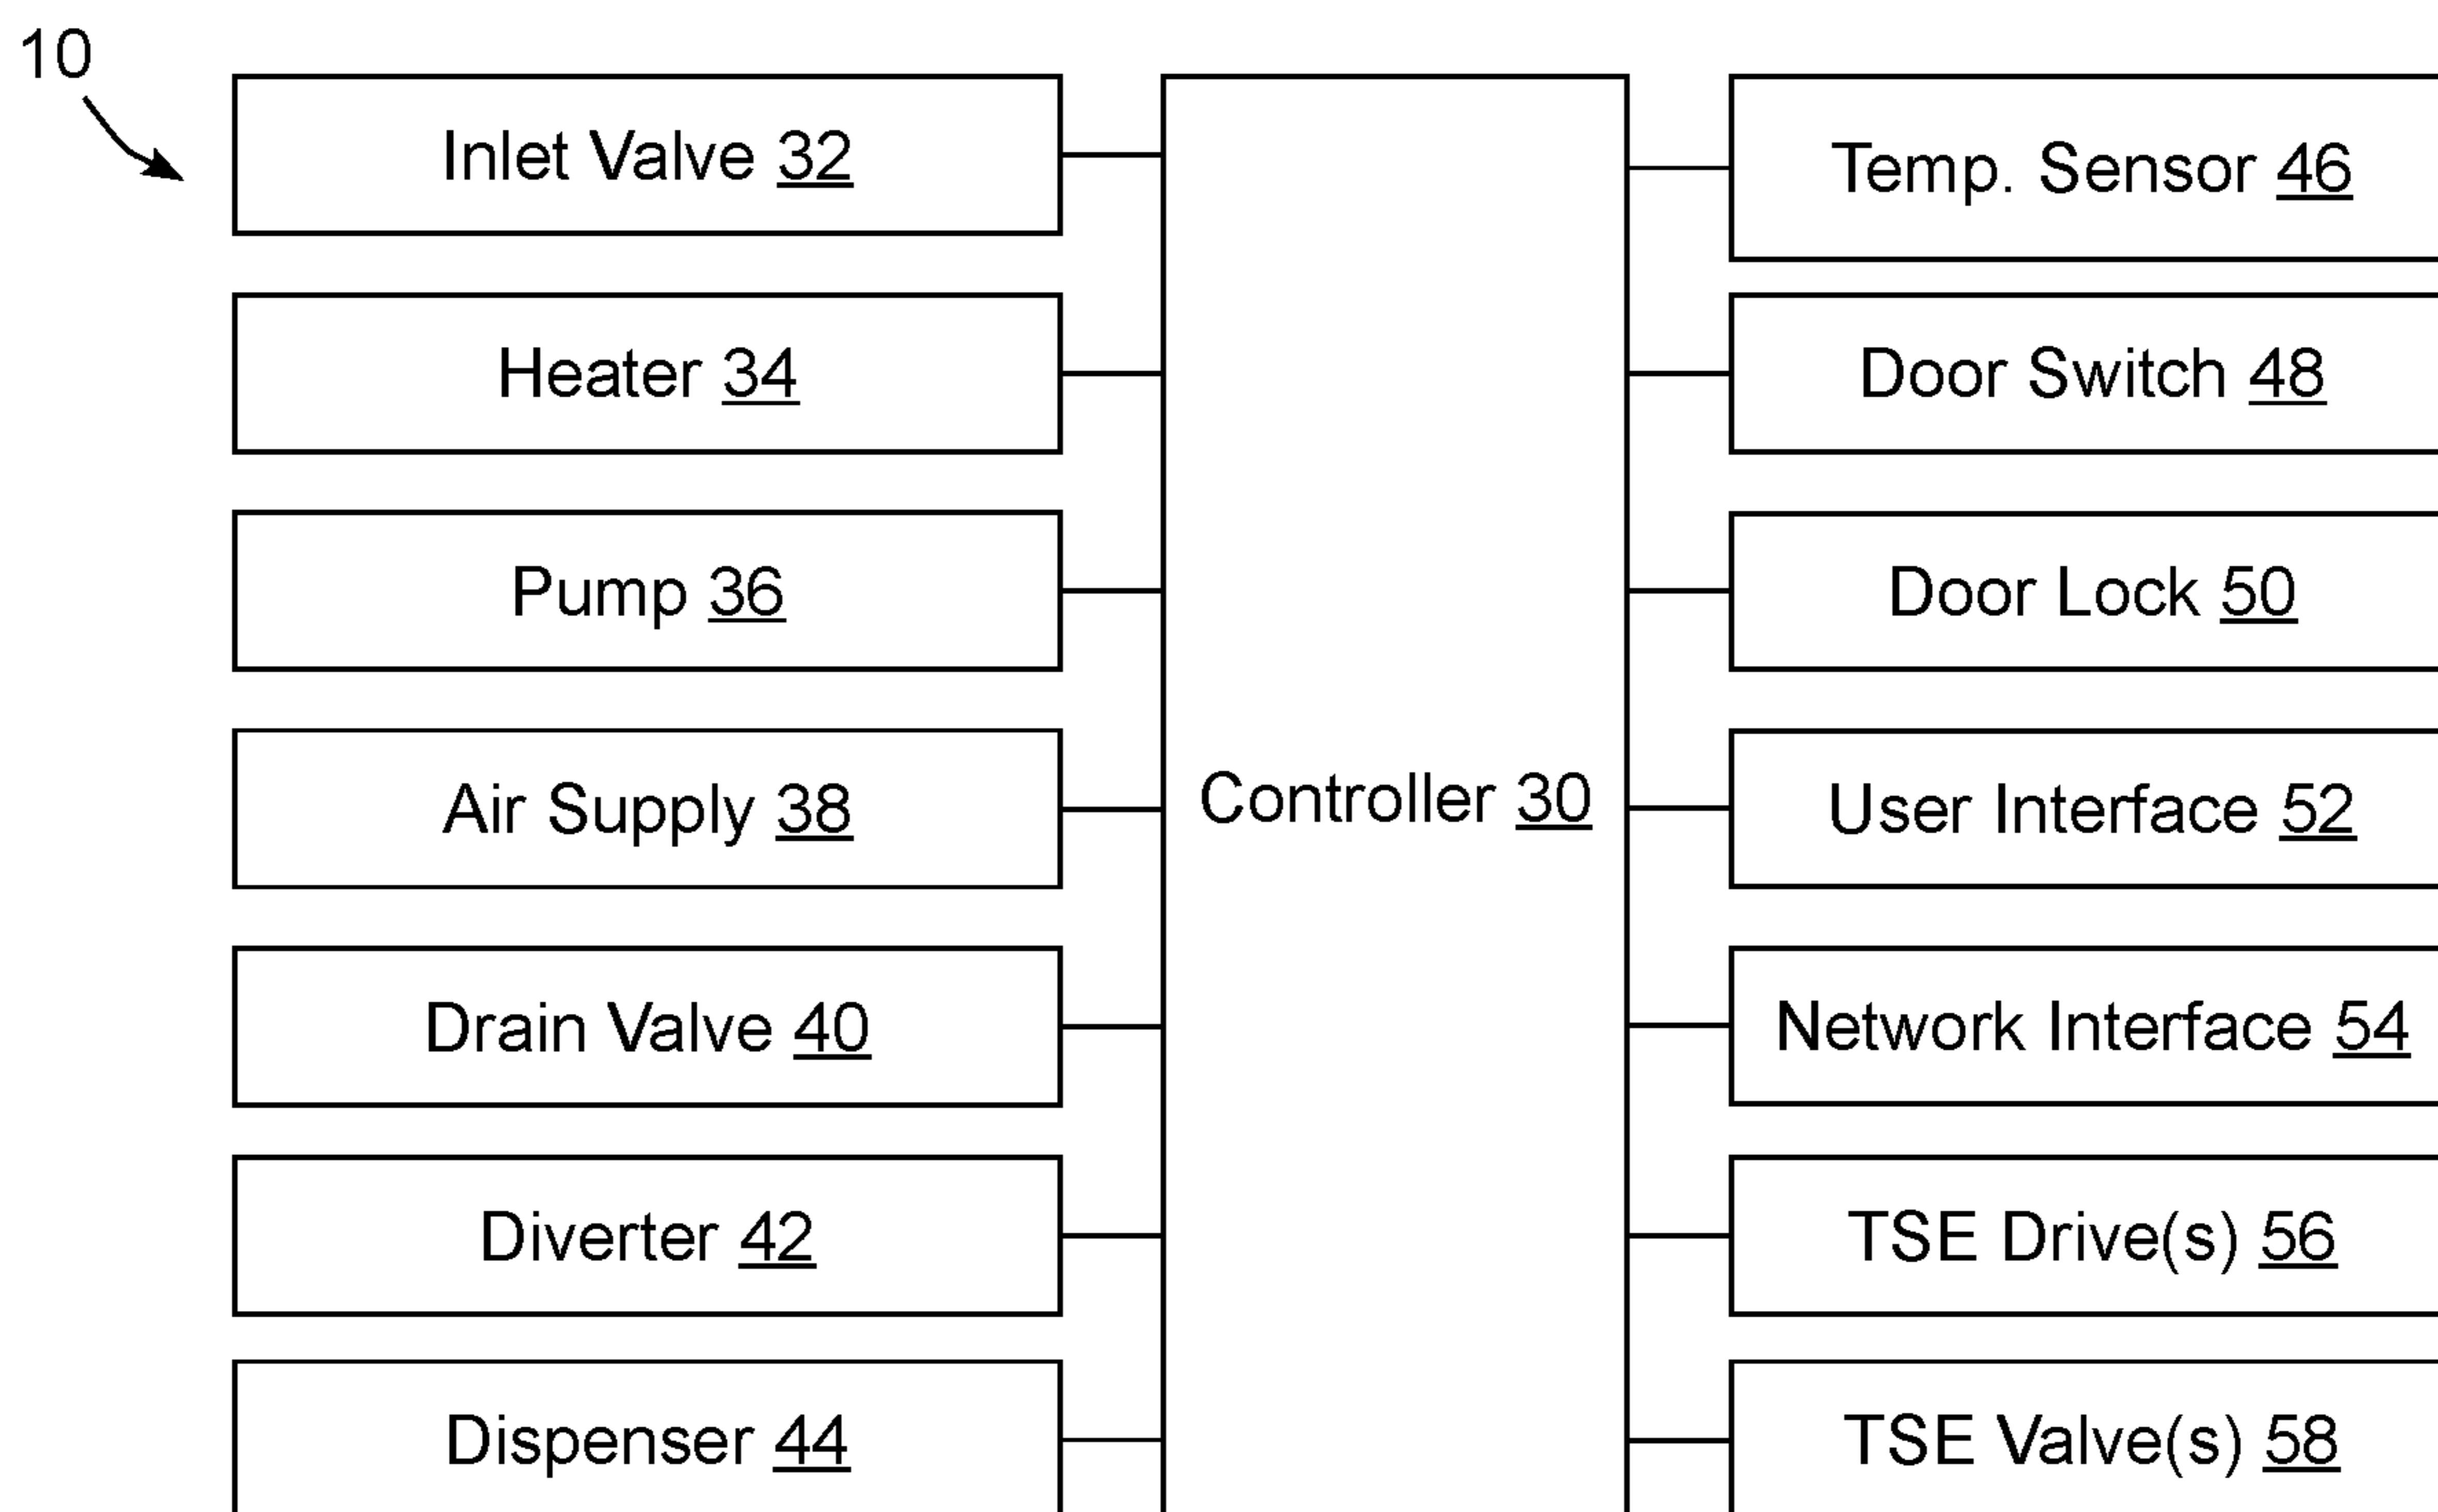 10
Inlet Valve 32
Heater 34
Pump 36
Air Supply 38
Drain Valve 40
Diverter 42
Dispenser 44
Controller 30
Temp. Sensor 46
Door Switch 48
Door Lock 50
User Interface 52
Network Interface 54
TSE Drive(s) 56
TSE Valve(s) 58